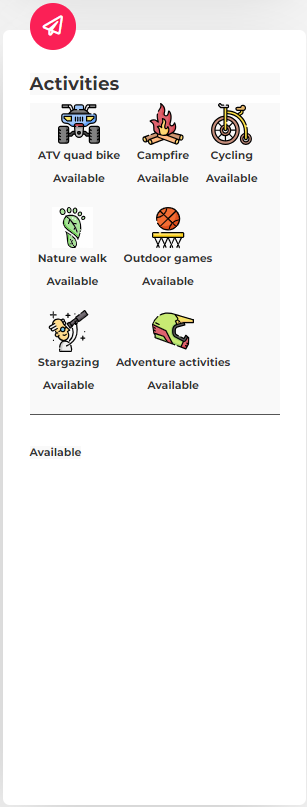 Activities
ATV quad bike Campfire Cycling
Available Available Available
Nature walk Outdoor games
Available Available
Stargazing Adventure activities
Available Available
Available